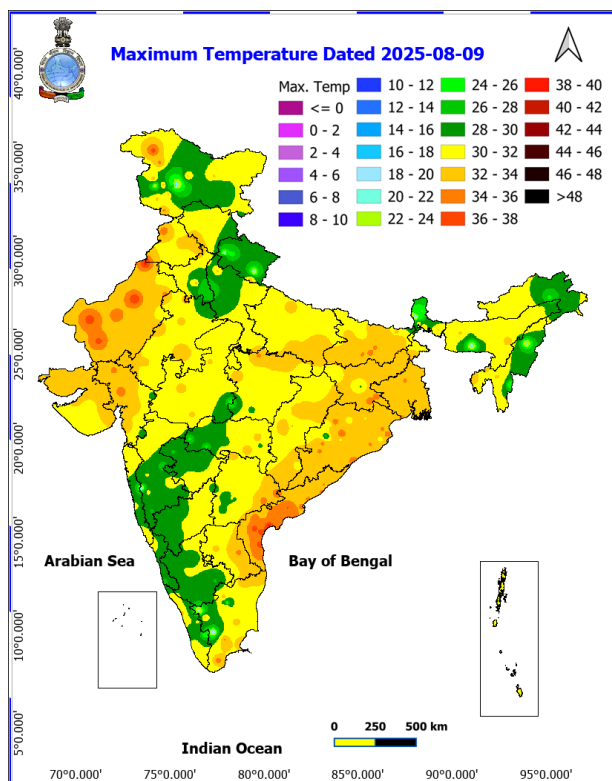 Maximum Temperature Dated 2025-08-09
Max. Temp
<= 0
0 - 2
2 - 4
4 - 6
6 - 8
8 - 10
10 - 12
12 - 14
14 - 16
16 - 18
18 - 20
20 - 22
22 - 24
24 - 26
26 - 28
28 - 30
30 - 32
32 - 34
34 - 36
36 - 38
38 - 40
40 - 42
42 - 44
44 - 46
46 - 48
>48
40°0.000'
35°0.000'
30°0.000'
25°0.000'
20°0.000'
15°0.000'
10°0.000'
5°0.000'
Arabian Sea
Bay of Bengal
Indian Ocean
0 250 500 km
70°0.000' 75°0.000' 80°0.000' 85°0.000' 90°0.000' 95°0.000'